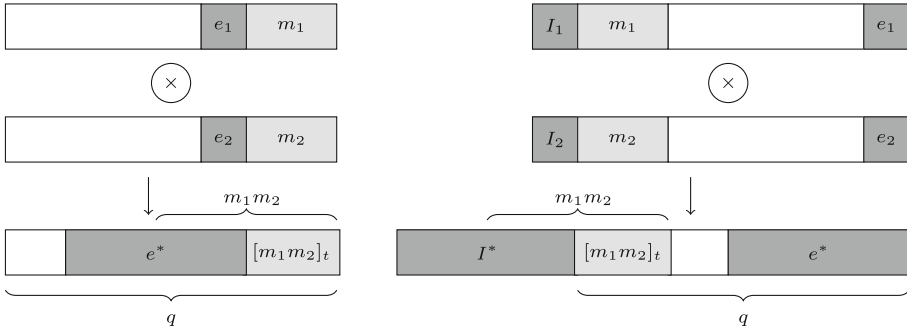 e₁ m₁ I₁ m₁ e₁
× ×
e₂ m₂ I₂ m₂ e₂
m₁m₂ m₁m₂
e* [m₁m₂]ₜ I* [m₁m₂]ₜ e*
q q